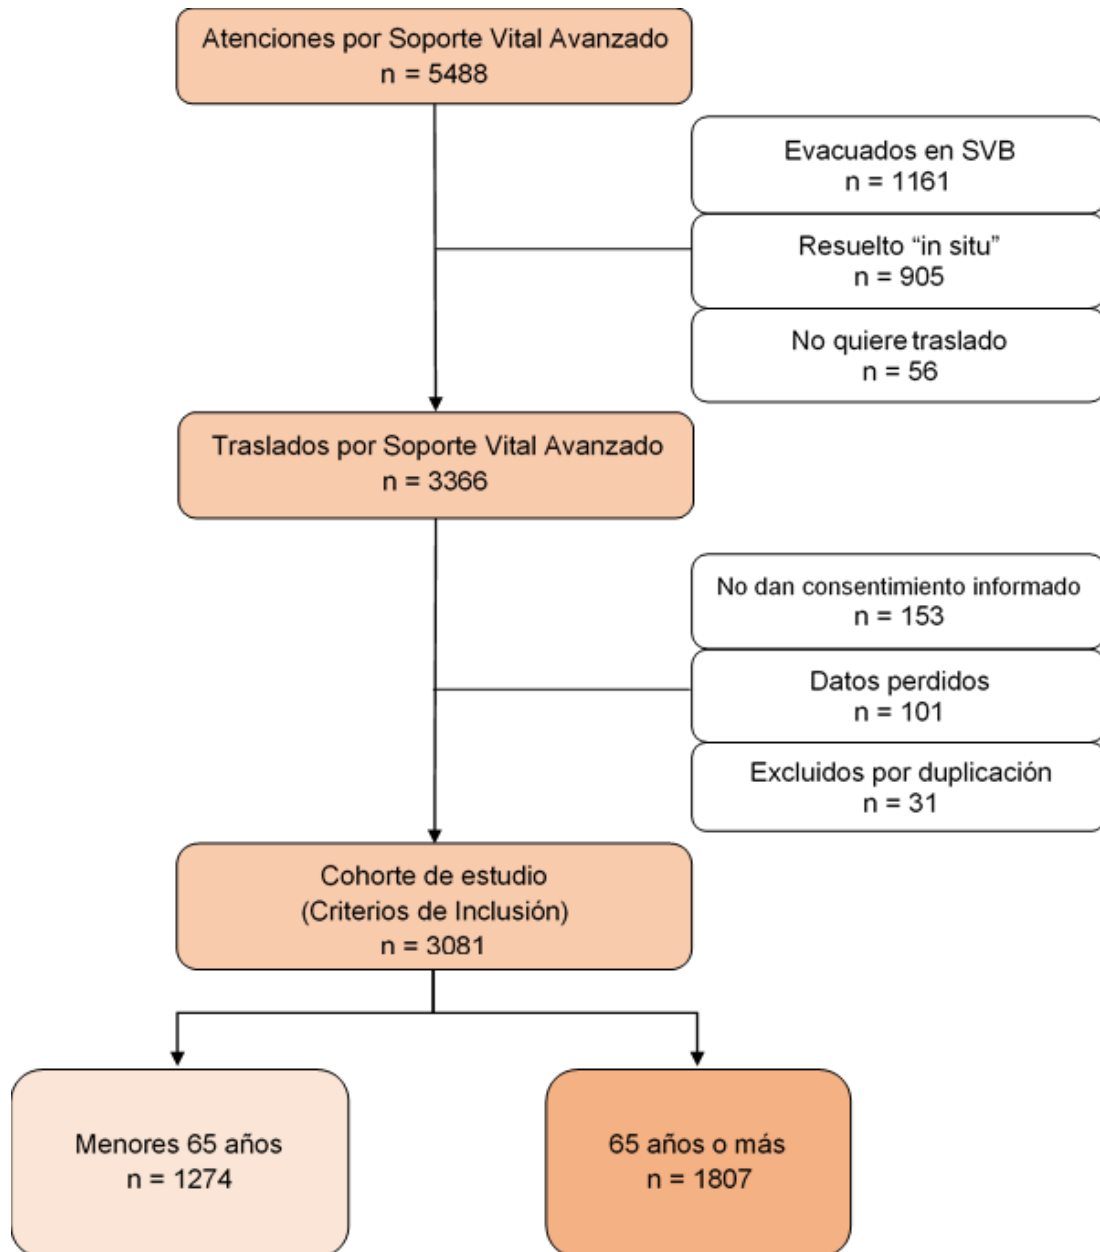 Atenciones por Soporte Vital Avanzado
n = 5488
Evacuados en SVB
n = 1161
Resuelto “in situ”
n = 905
No quiere traslado
n = 56
Traslados por Soporte Vital Avanzado
n = 3366
No dan consentimiento informado
n = 153
Datos perdidos
n = 101
Excluidos por duplicación
n = 31
Cohorte de estudio
(Criterios de Inclusión)
n = 3081
Menores 65 años
n = 1274
65 años o más
n = 1807